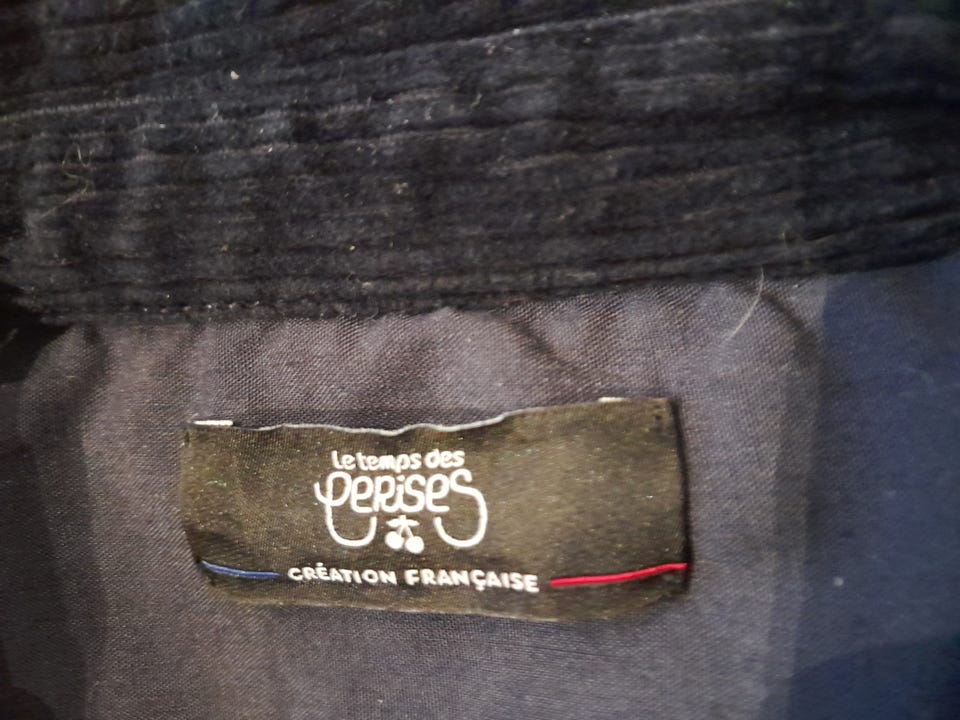 Le temps des
CERISES
CRÉATION FRANÇAISE